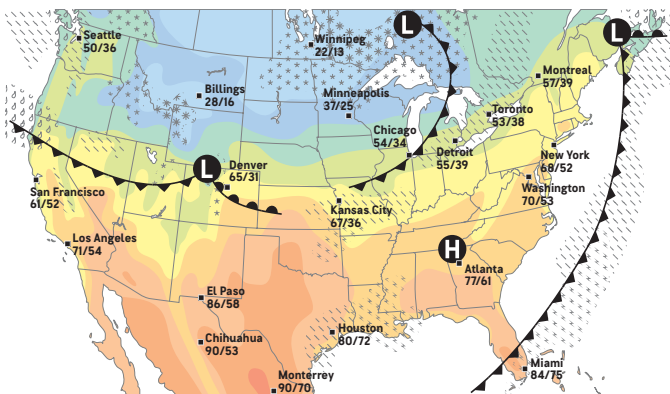 L
L
Seattle
50/36
Winnipeg
22/13
Montreal
57/39
Billings
28/16
Minneapolis
37/25
Toronto
53/38
Chicago
54/34
Detroit
55/39
New York
68/52
L
Denver
65/31
Washington
70/53
San Francisco
61/52
Kansas City
67/36
Los Angeles
71/54
H
Atlanta
77/61
El Paso
86/58
Houston
80/72
Chihuahua
90/53
Miami
84/75
Monterrey
90/70